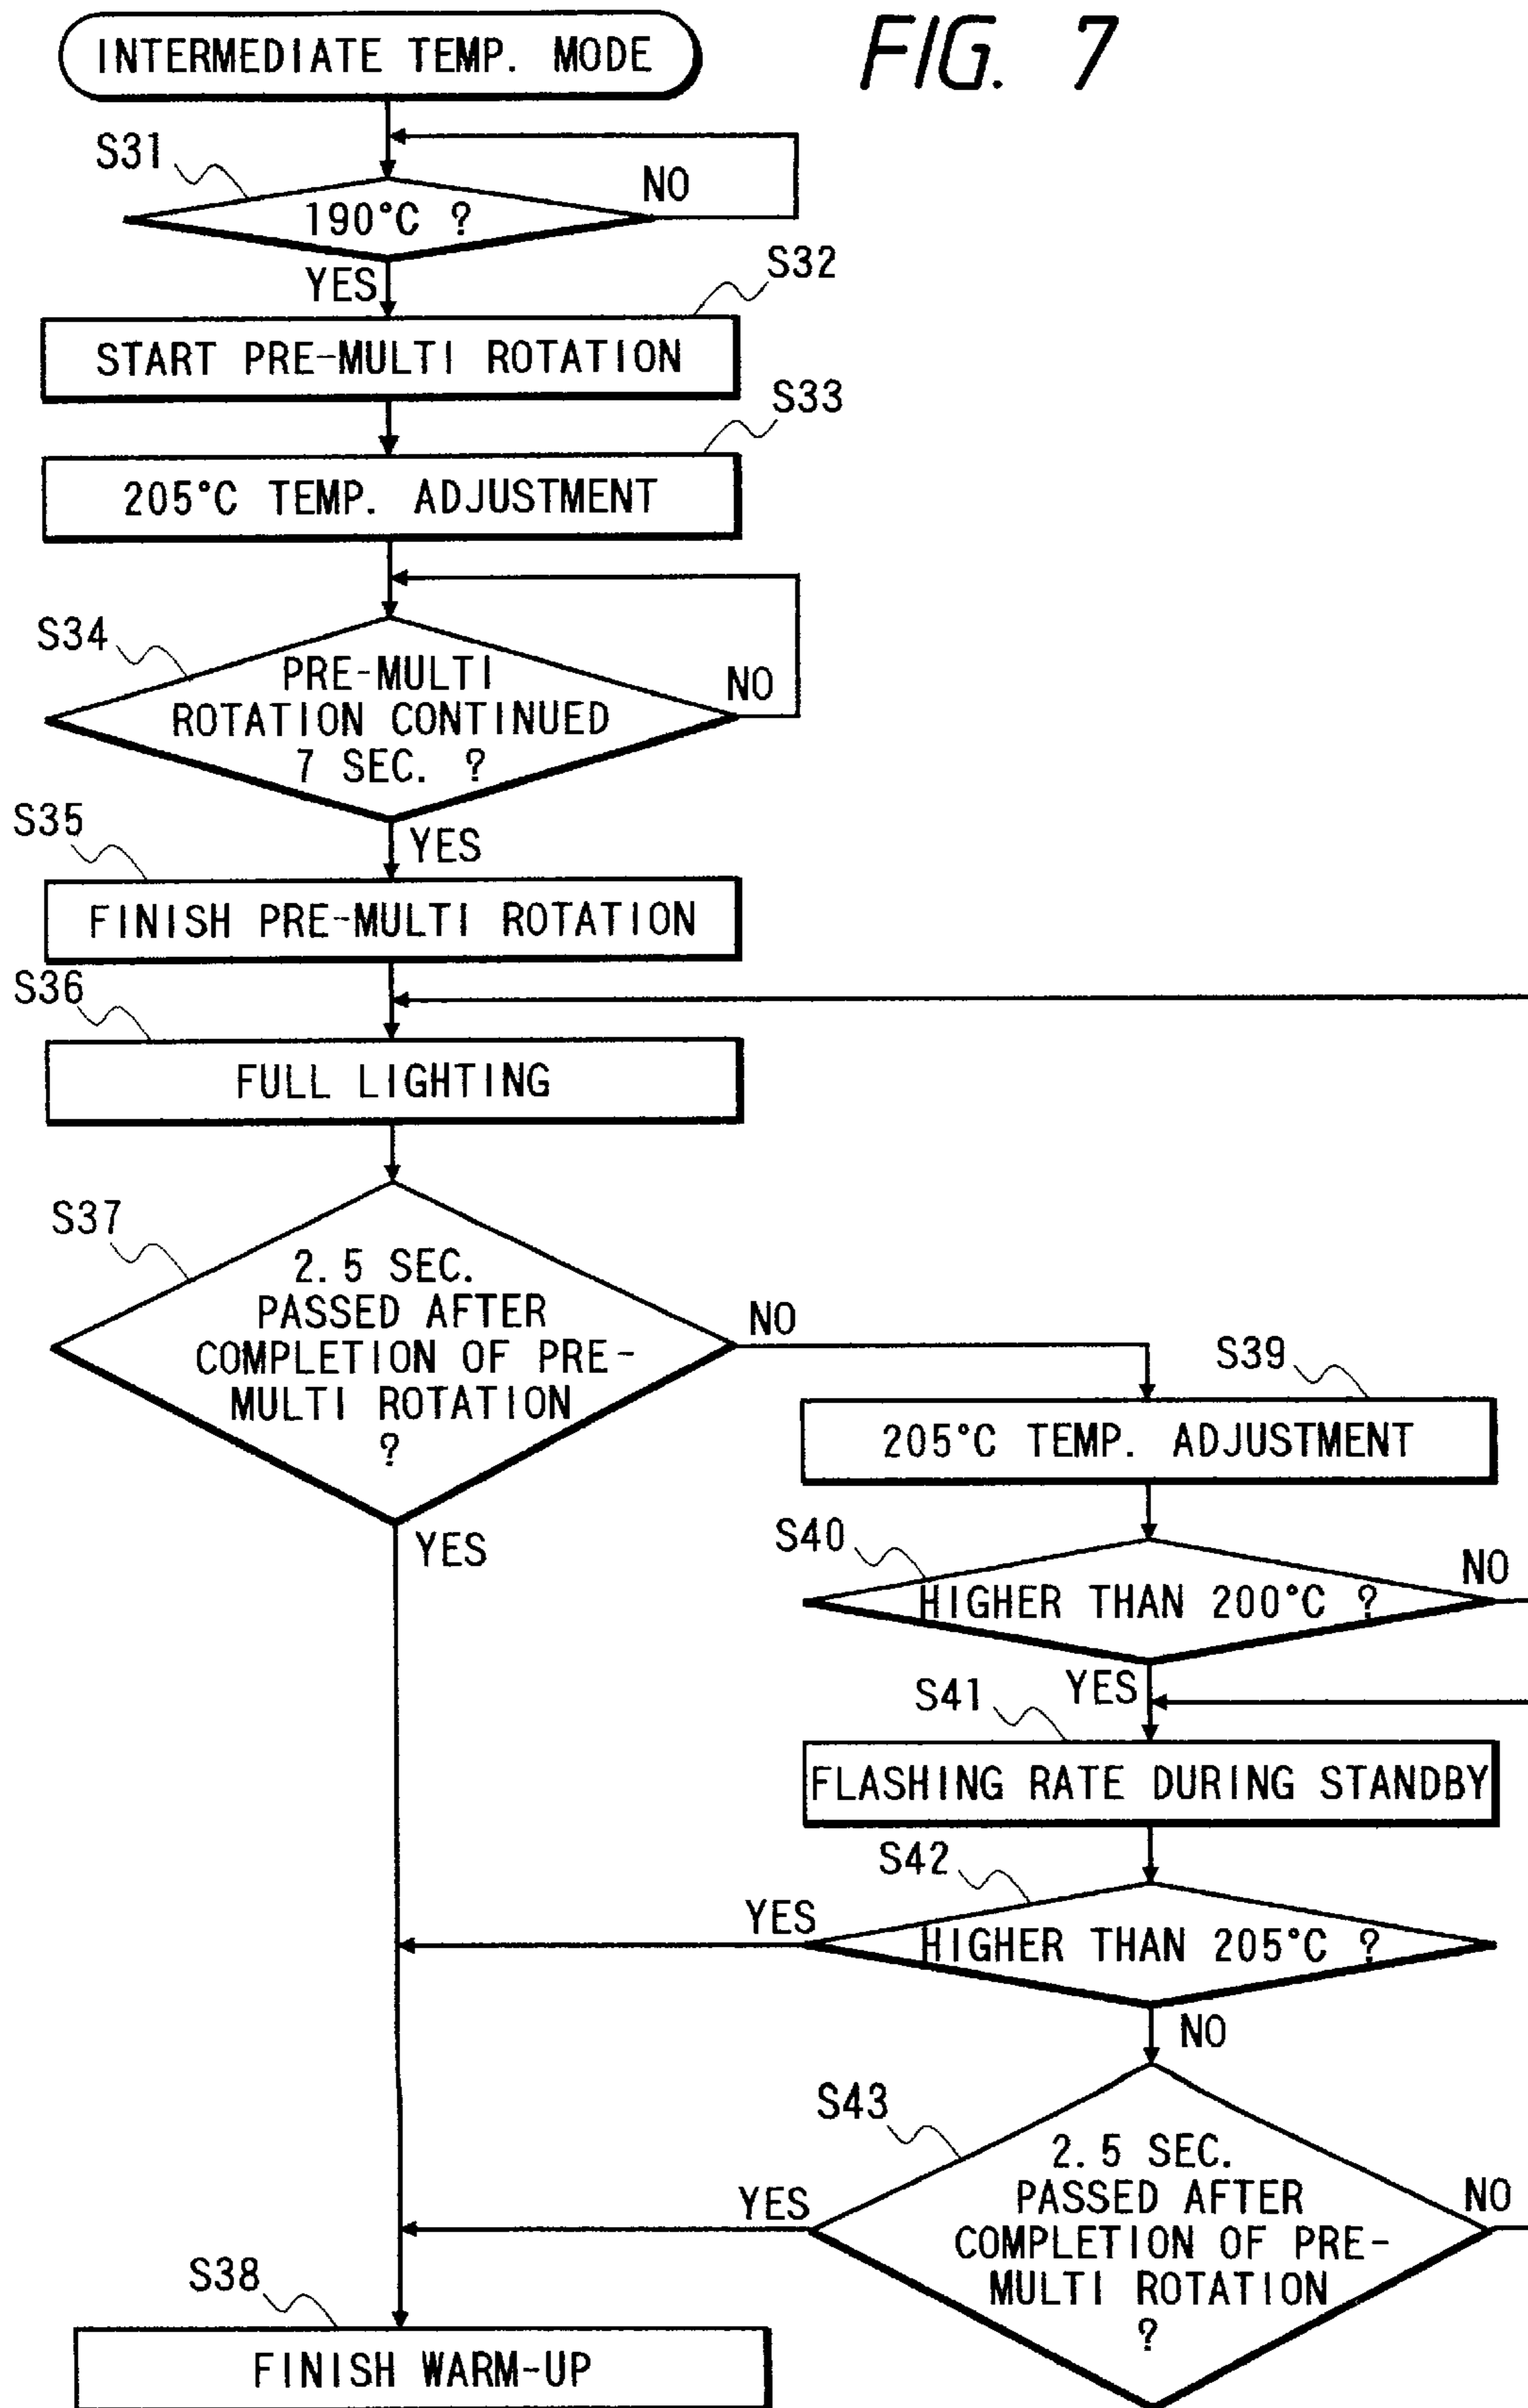 FIG. 7
INTERMEDIATE TEMP. MODE
S31
190°C ?
NO
YES
S32
START PRE-MULTI ROTATION
S33
205°C TEMP. ADJUSTMENT
S34
PRE-MULTI
ROTATION CONTINUED
7 SEC. ?
NO
YES
S35
FINISH PRE-MULTI ROTATION
S36
FULL LIGHTING
S37
2.5 SEC.
PASSED AFTER
COMPLETION OF PRE-
MULTI ROTATION
?
NO
YES
S39
205°C TEMP. ADJUSTMENT
S40
HIGHER THAN 200°C ?
NO
YES
S41
FLASHING RATE DURING STANDBY
S42
HIGHER THAN 205°C ?
YES
NO
S43
2.5 SEC.
PASSED AFTER
COMPLETION OF PRE-
MULTI ROTATION
?
YES
NO
S38
FINISH WARM-UP